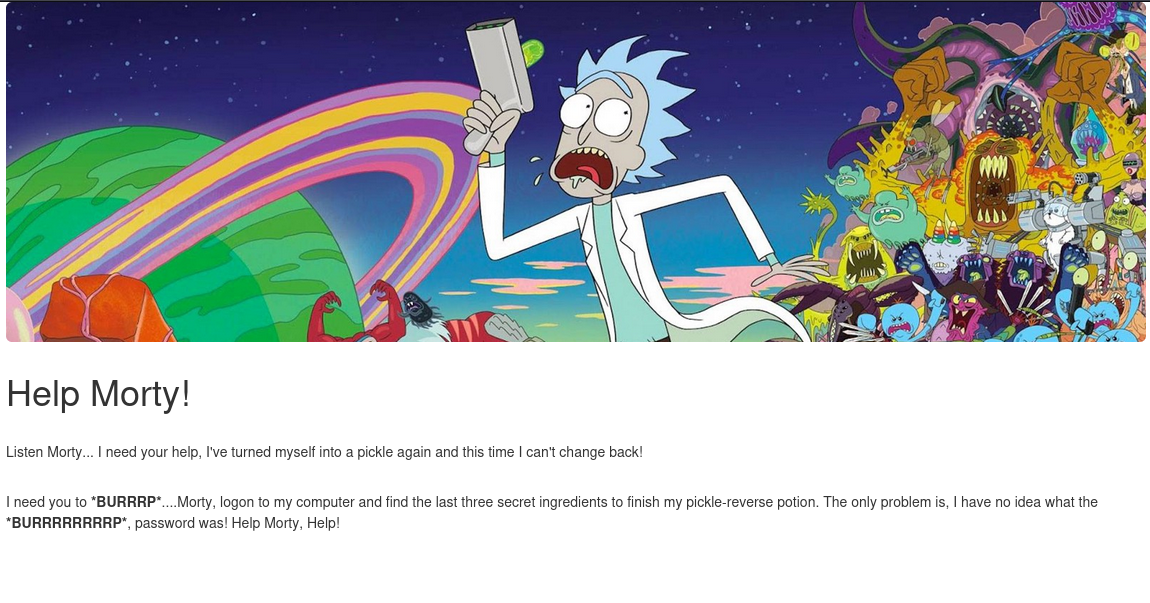 Help Morty!
Listen Morty... I need your help, I've turned myself into a pickle again and this time I can't change back!
I need you to *BURRRP*....Morty, logon to my computer and find the last three secret ingredients to finish my pickle-reverse potion. The only problem is, I have no idea what the
*BURRRRRRRRP*, password was! Help Morty, Help!